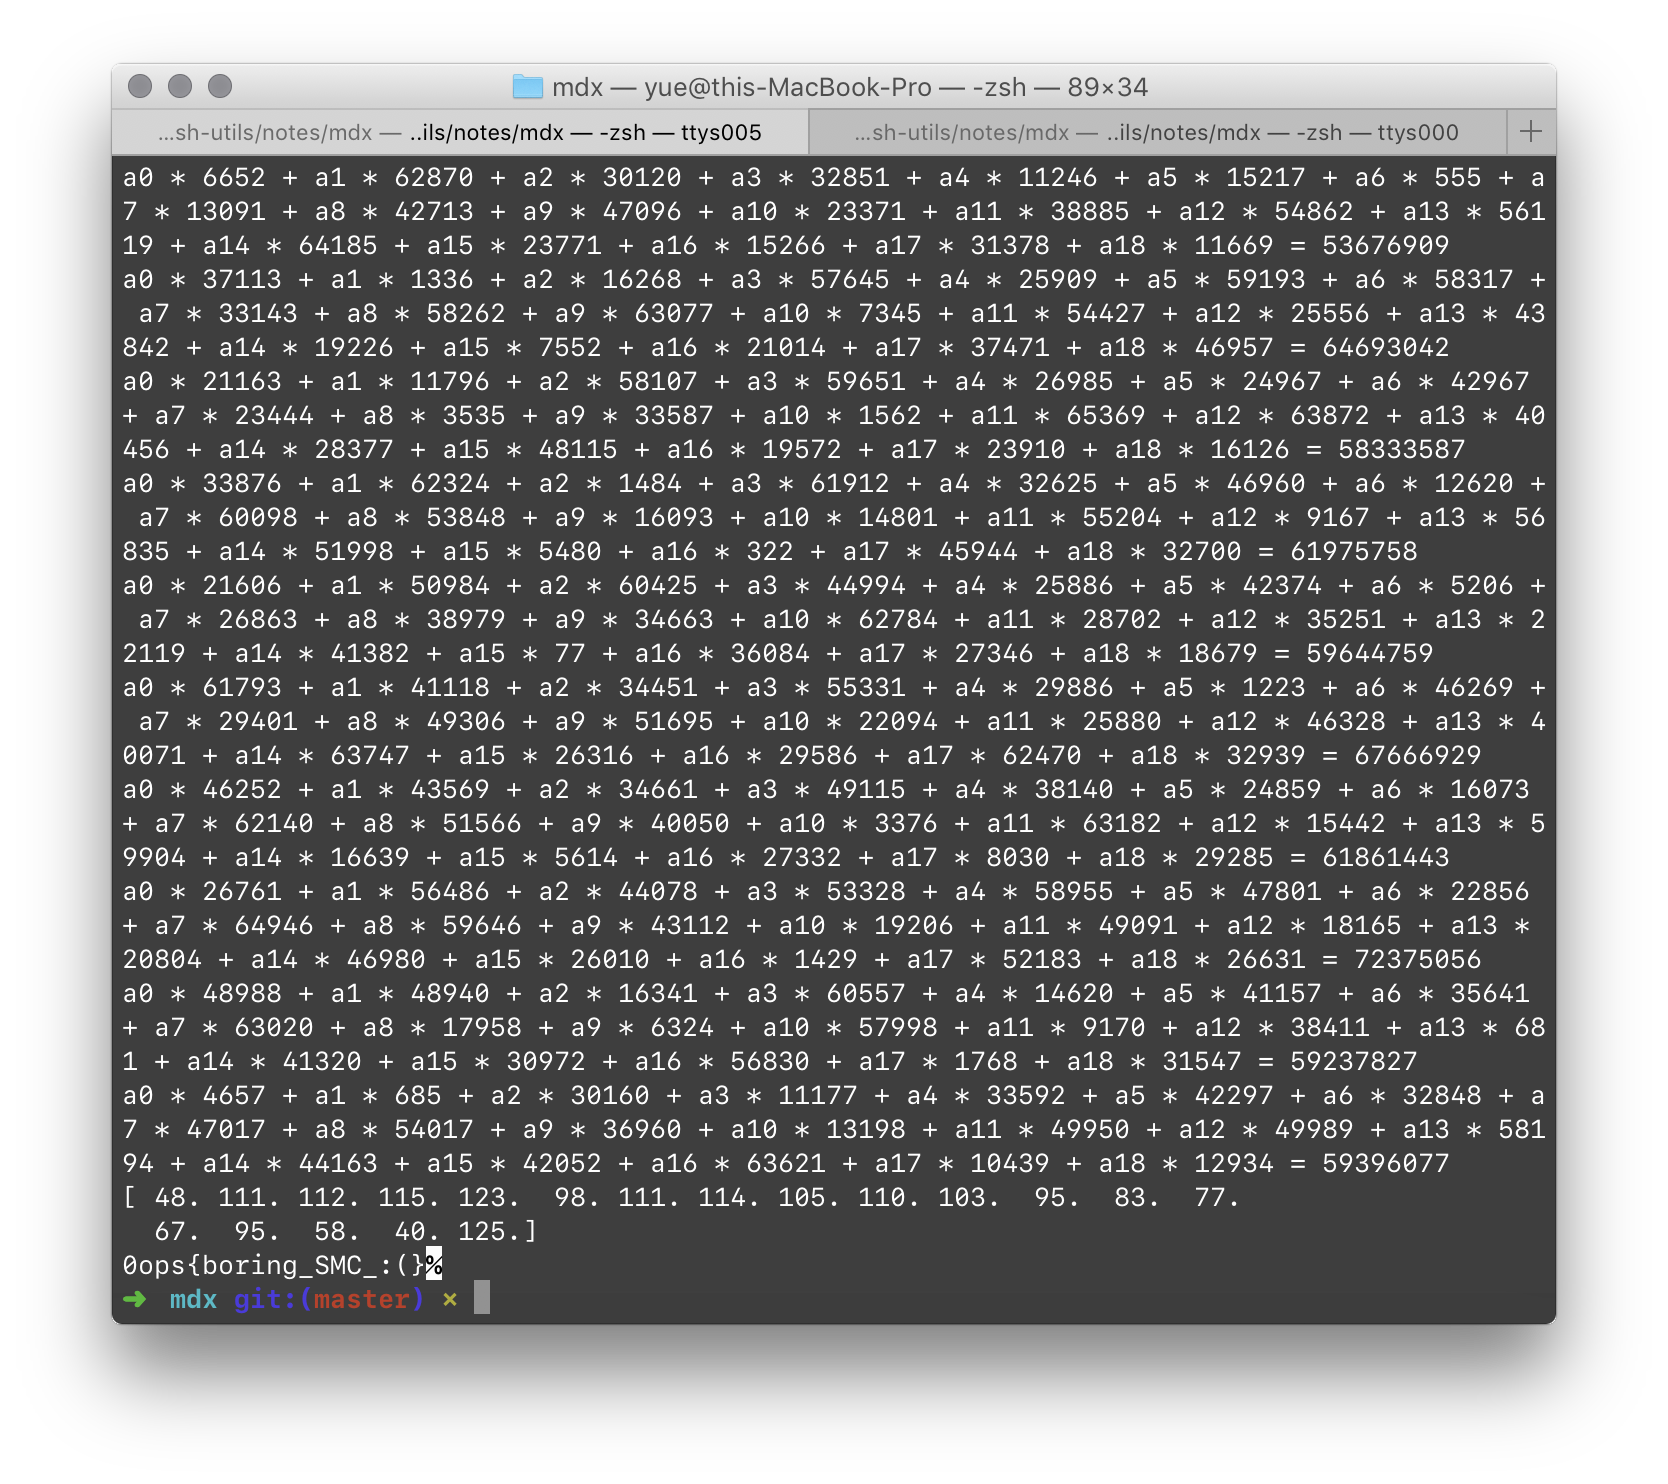 mdx — yue@this-MacBook-Pro — -zsh — 89×34
...sh-utils/notes/mdx — ..ils/notes/mdx — -zsh — ttys005
...sh-utils/notes/mdx — ..ils/notes/mdx — -zsh — ttys000
a0 * 6652 + a1 * 62870 + a2 * 30120 + a3 * 32851 + a4 * 11246 + a5 * 15217 + a6 * 555 + a
7 * 13091 + a8 * 42713 + a9 * 47096 + a10 * 23371 + a11 * 38885 + a12 * 54862 + a13 * 561
19 + a14 * 64185 + a15 * 23771 + a16 * 15266 + a17 * 31378 + a18 * 11669 = 53676909
a0 * 37113 + a1 * 1336 + a2 * 16268 + a3 * 57645 + a4 * 25909 + a5 * 59193 + a6 * 58317 +
 a7 * 33143 + a8 * 58262 + a9 * 63077 + a10 * 7345 + a11 * 54427 + a12 * 25556 + a13 * 43
842 + a14 * 19226 + a15 * 7552 + a16 * 21014 + a17 * 37471 + a18 * 46957 = 64693042
a0 * 21163 + a1 * 11796 + a2 * 58107 + a3 * 59651 + a4 * 26985 + a5 * 24967 + a6 * 42967
+ a7 * 23444 + a8 * 3535 + a9 * 33587 + a10 * 1562 + a11 * 65369 + a12 * 63872 + a13 * 40
456 + a14 * 28377 + a15 * 48115 + a16 * 19572 + a17 * 23910 + a18 * 16126 = 58333587
a0 * 33876 + a1 * 62324 + a2 * 1484 + a3 * 61912 + a4 * 32625 + a5 * 46960 + a6 * 12620 +
 a7 * 60098 + a8 * 53848 + a9 * 16093 + a10 * 14801 + a11 * 55204 + a12 * 9167 + a13 * 56
835 + a14 * 51998 + a15 * 5480 + a16 * 322 + a17 * 45944 + a18 * 32700 = 61975758
a0 * 21606 + a1 * 50984 + a2 * 60425 + a3 * 44994 + a4 * 25886 + a5 * 42374 + a6 * 5206 +
 a7 * 26863 + a8 * 38979 + a9 * 34663 + a10 * 62784 + a11 * 28702 + a12 * 35251 + a13 * 2
2119 + a14 * 41382 + a15 * 77 + a16 * 36084 + a17 * 27346 + a18 * 18679 = 59644759
a0 * 61793 + a1 * 41118 + a2 * 34451 + a3 * 55331 + a4 * 29886 + a5 * 1223 + a6 * 46269 +
 a7 * 29401 + a8 * 49306 + a9 * 51695 + a10 * 22094 + a11 * 25880 + a12 * 46328 + a13 * 4
0071 + a14 * 63747 + a15 * 26316 + a16 * 29586 + a17 * 62470 + a18 * 32939 = 67666929
a0 * 46252 + a1 * 43569 + a2 * 34661 + a3 * 49115 + a4 * 38140 + a5 * 24859 + a6 * 16073
+ a7 * 62140 + a8 * 51566 + a9 * 40050 + a10 * 3376 + a11 * 63182 + a12 * 15442 + a13 * 5
9904 + a14 * 16639 + a15 * 5614 + a16 * 27332 + a17 * 8030 + a18 * 29285 = 61861443
a0 * 26761 + a1 * 56486 + a2 * 44078 + a3 * 53328 + a4 * 58955 + a5 * 47801 + a6 * 22856
+ a7 * 64946 + a8 * 59646 + a9 * 43112 + a10 * 19206 + a11 * 49091 + a12 * 18165 + a13 *
20804 + a14 * 46980 + a15 * 26010 + a16 * 1429 + a17 * 52183 + a18 * 26631 = 72375056
a0 * 48988 + a1 * 48940 + a2 * 16341 + a3 * 60557 + a4 * 14620 + a5 * 41157 + a6 * 35641
+ a7 * 63020 + a8 * 17958 + a9 * 6324 + a10 * 57998 + a11 * 9170 + a12 * 38411 + a13 * 68
1 + a14 * 41320 + a15 * 30972 + a16 * 56830 + a17 * 1768 + a18 * 31547 = 59237827
a0 * 4657 + a1 * 685 + a2 * 30160 + a3 * 11177 + a4 * 33592 + a5 * 42297 + a6 * 32848 + a
7 * 47017 + a8 * 54017 + a9 * 36960 + a10 * 13198 + a11 * 49950 + a12 * 49989 + a13 * 581
94 + a14 * 44163 + a15 * 42052 + a16 * 63621 + a17 * 10439 + a18 * 12934 = 59396077
[ 48. 111. 112. 115. 123.  98. 111. 114. 105. 110. 103.  95.  83.  77.
  67.  95.  58.  40. 125.]
0ops{boring_SMC_:(}%
➜  mdx git:(master) ×